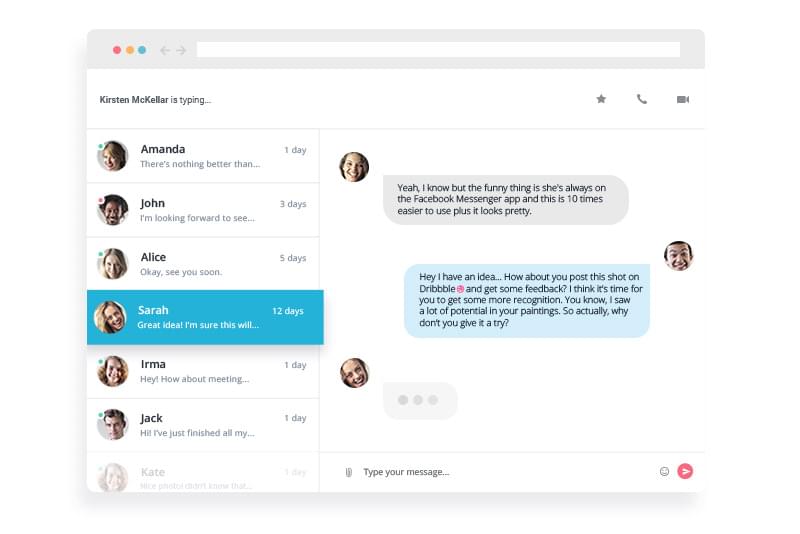 Kirsten McKellar is typing...
Amanda 1 day
There's nothing better than...
John 3 days
I'm looking forward to see...
Alice 5 days
Okay, see you soon.
Sarah 12 days
Great idea! I'm sure this will...
Irma 1 day
Hey! How about meeting...
Jack 1 day
Hi! I've just finished all my...
Kate 1 day
Nice photo! didn't know that...
Yeah, I know but the funny thing is she's always on
the Facebook Messenger app and this is 10 times
easier to use plus it looks pretty.
Hey I have an idea... How about you post this shot on
Dribbble and get some feedback? I think it's time for
you to get some more recognition. You know, I saw
a lot of potential in your paintings. So actually, why
don't you give it a try?
Type your message...